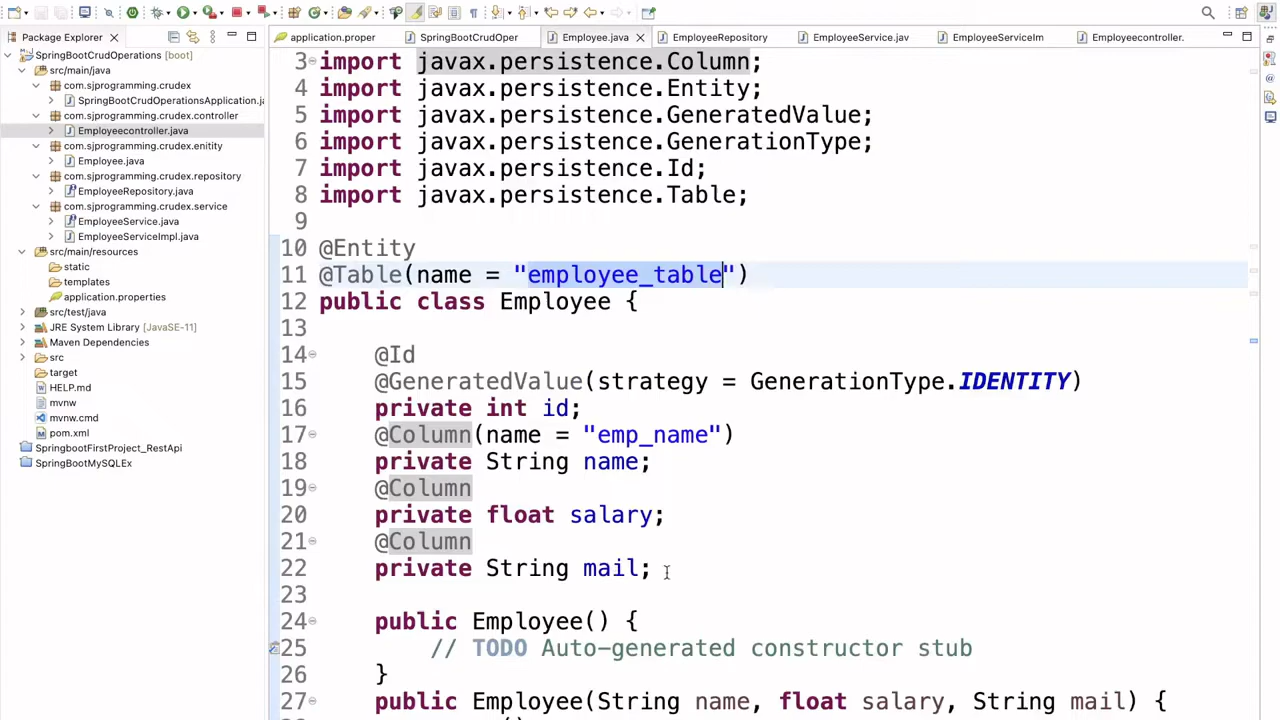 Package Explorer
application.proper
SpringBootCrudOper
Employee.java
EmployeeRepository
EmployeeService.jav
EmployeeServiceIm
Employeecontroller.
SpringBootCrudOperations [boot]
src/main/java
com.sjprogramming.crudex
SpringBootCrudOperationsApplication.ja
com.sjprogramming.crudex.controller
Employeecontroller.java
com.sjprogramming.crudex.enitity
Employee.java
com.sjprogramming.crudex.repository
EmployeeRepository.java
com.sjprogramming.crudex.service
EmployeeService.java
EmployeeServiceImpl.java
src/main/resources
static
templates
application.properties
src/test/java
JRE System Library [JavaSE-11]
Maven Dependencies
src
target
HELP.md
mvnw
mvnw.cmd
pom.xml
SpringbootFirstProject_RestApi
SpringBootMySQLEx
3 import javax.persistence.Column;
4 import javax.persistence.Entity;
5 import javax.persistence.GeneratedValue;
6 import javax.persistence.GenerationType;
7 import javax.persistence.Id;
8 import javax.persistence.Table;
9
10 @Entity
11 @Table(name = "employee_table")
12 public class Employee {
13
14 @Id
15 @GeneratedValue(strategy = GenerationType.IDENTITY)
16 private int id;
17 @Column(name = "emp_name")
18 private String name;
19 @Column
20 private float salary;
21 @Column
22 private String mail;
23
24 public Employee() {
25 // TODO Auto-generated constructor stub
26 }
27 public Employee(String name, float salary, String mail) {